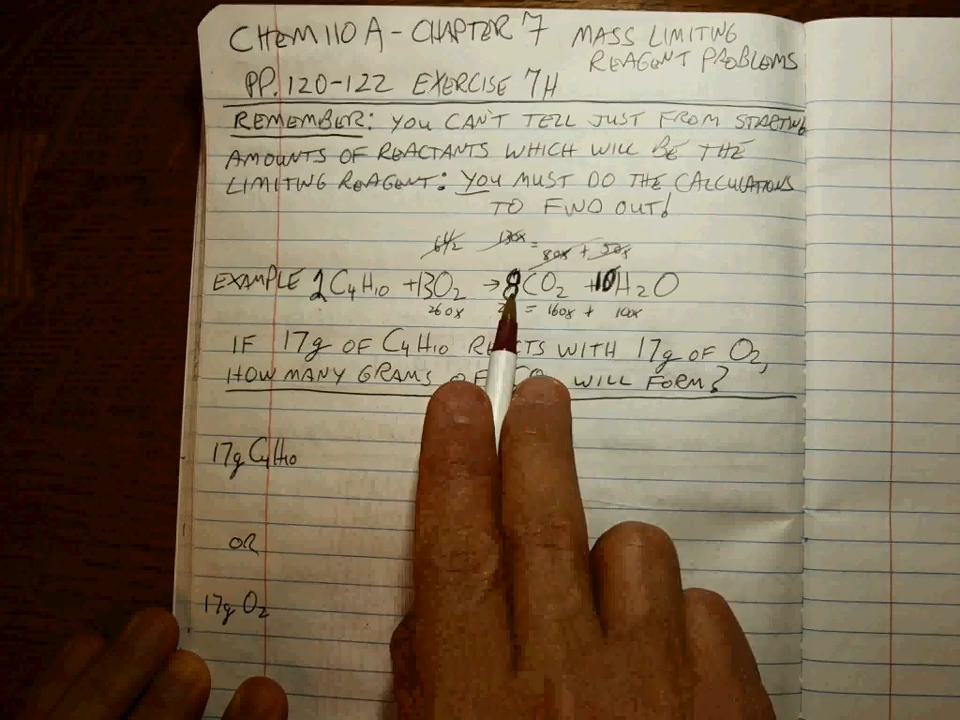 CHEM 110 A - CHAPTER 7 MASS LIMITING
REAGENT PROBLEMS
PP. 120-122 EXERCISE 7H
REMEMBER: YOU CAN'T TELL JUST FROM STARTING
AMOUNTS OF REACTANTS WHICH WILL BE THE
LIMITING REAGENT: YOU MUST DO THE CALCULATIONS
TO FIND OUT!
EXAMPLE 2C4H10 + 13O2 → 8CO2 + 10H2O
260x = 160x + 100x
IF 17g OF C4H10 WITH 17g OF O2,
HOW MANY GRAMS OF WILL FORM?
17g C4H10
OR
17g O2